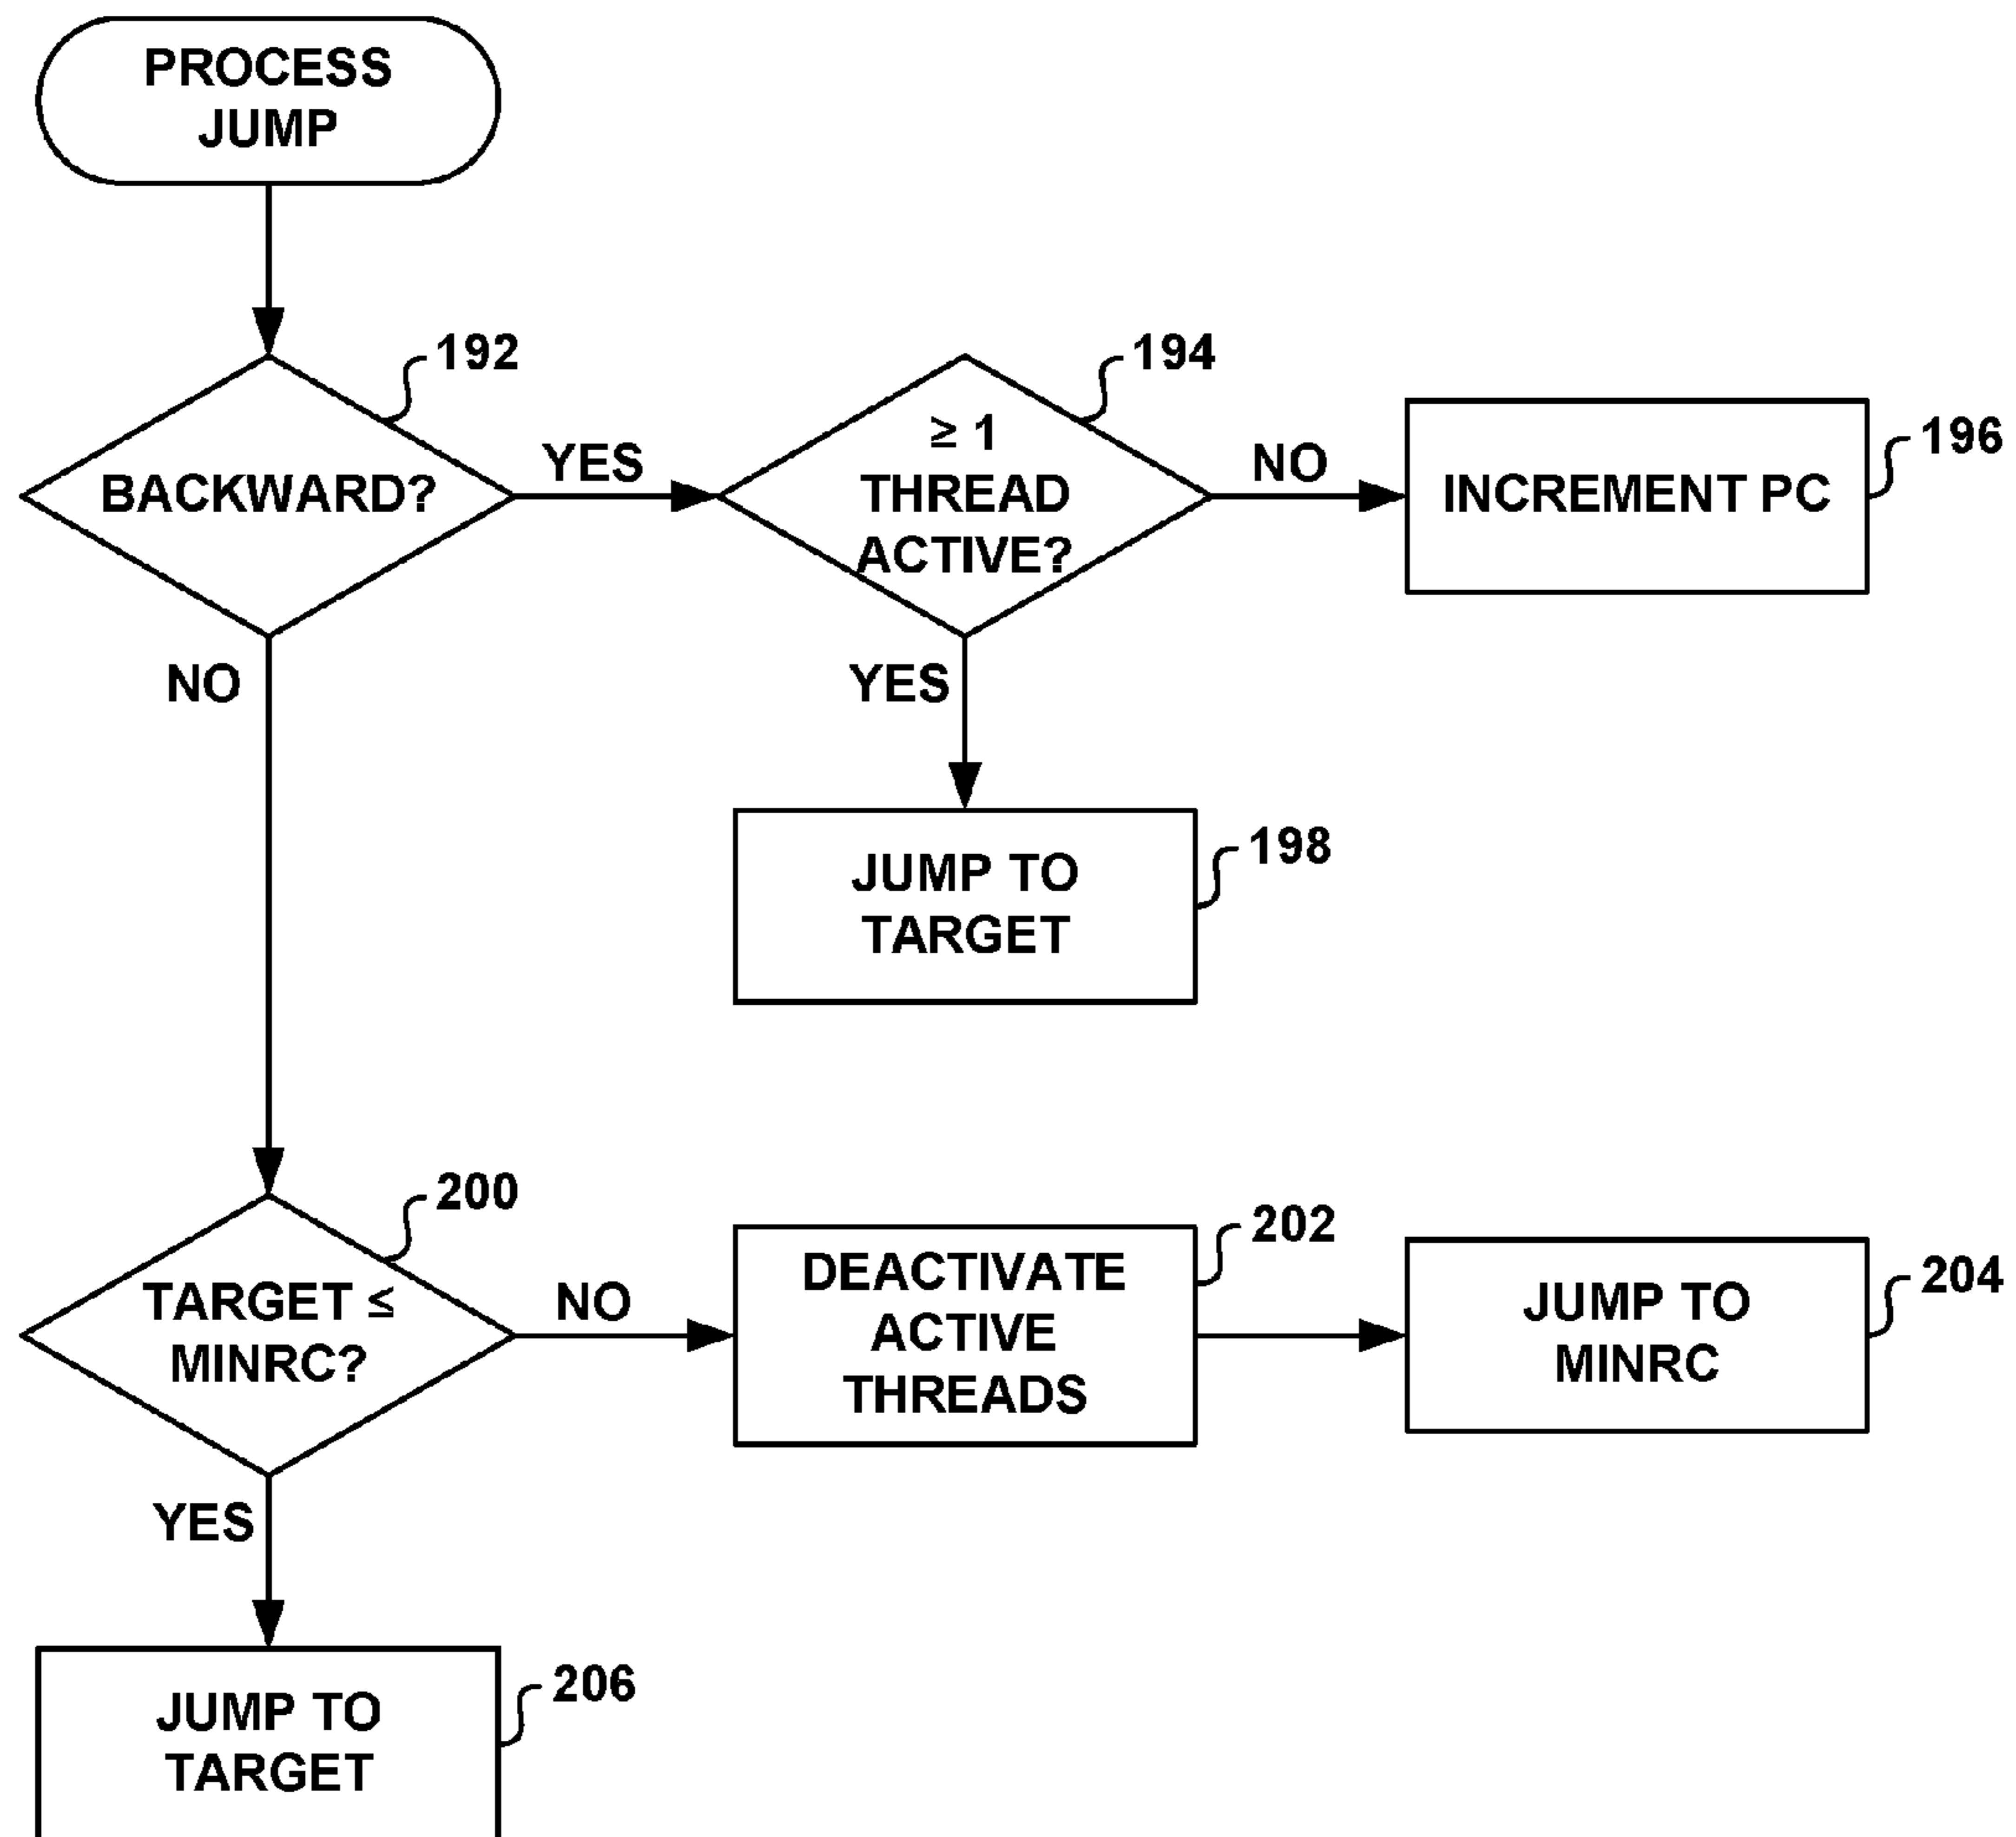 PROCESS
JUMP
192
BACKWARD?
YES
194
≥ 1
THREAD
ACTIVE?
NO
196
INCREMENT PC
NO
YES
198
JUMP TO
TARGET
200
TARGET ≤
MINRC?
NO
202
DEACTIVATE
ACTIVE
THREADS
204
JUMP TO
MINRC
YES
206
JUMP TO
TARGET